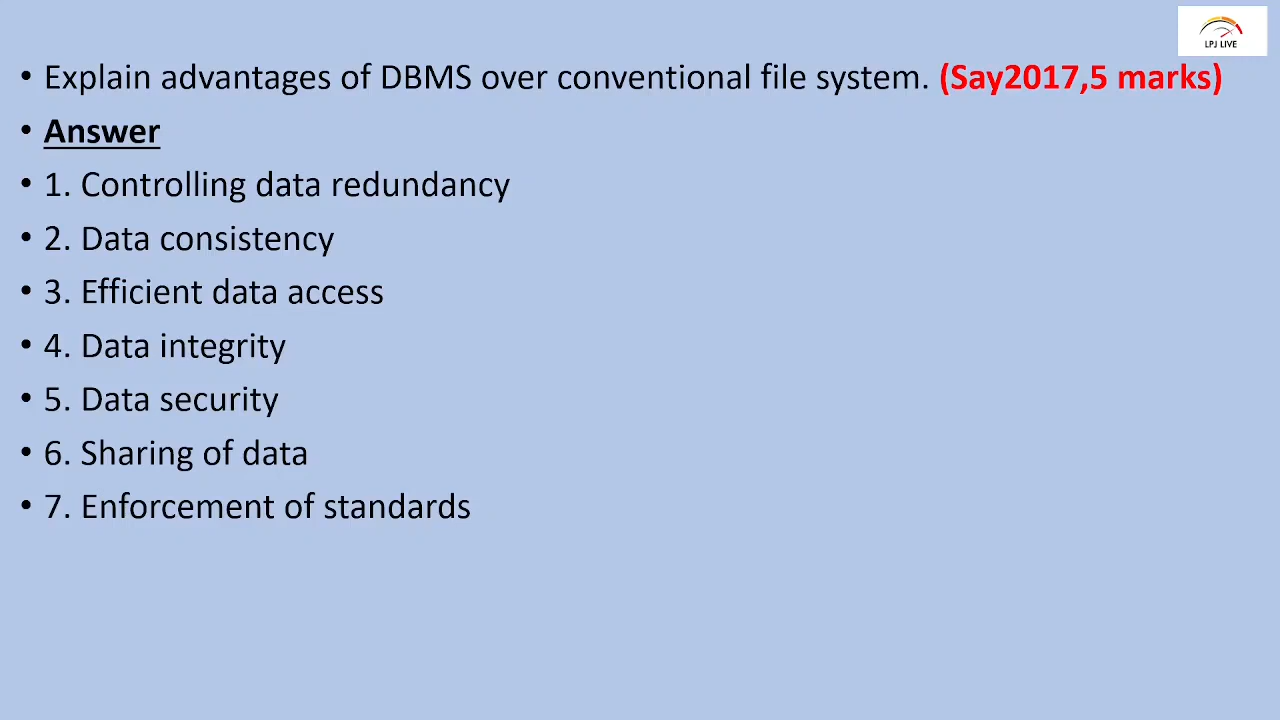 LPJ LIVE
• Explain advantages of DBMS over conventional file system. (Say2017,5 marks)
• Answer
• 1. Controlling data redundancy
• 2. Data consistency
• 3. Efficient data access
• 4. Data integrity
• 5. Data security
• 6. Sharing of data
• 7. Enforcement of standards